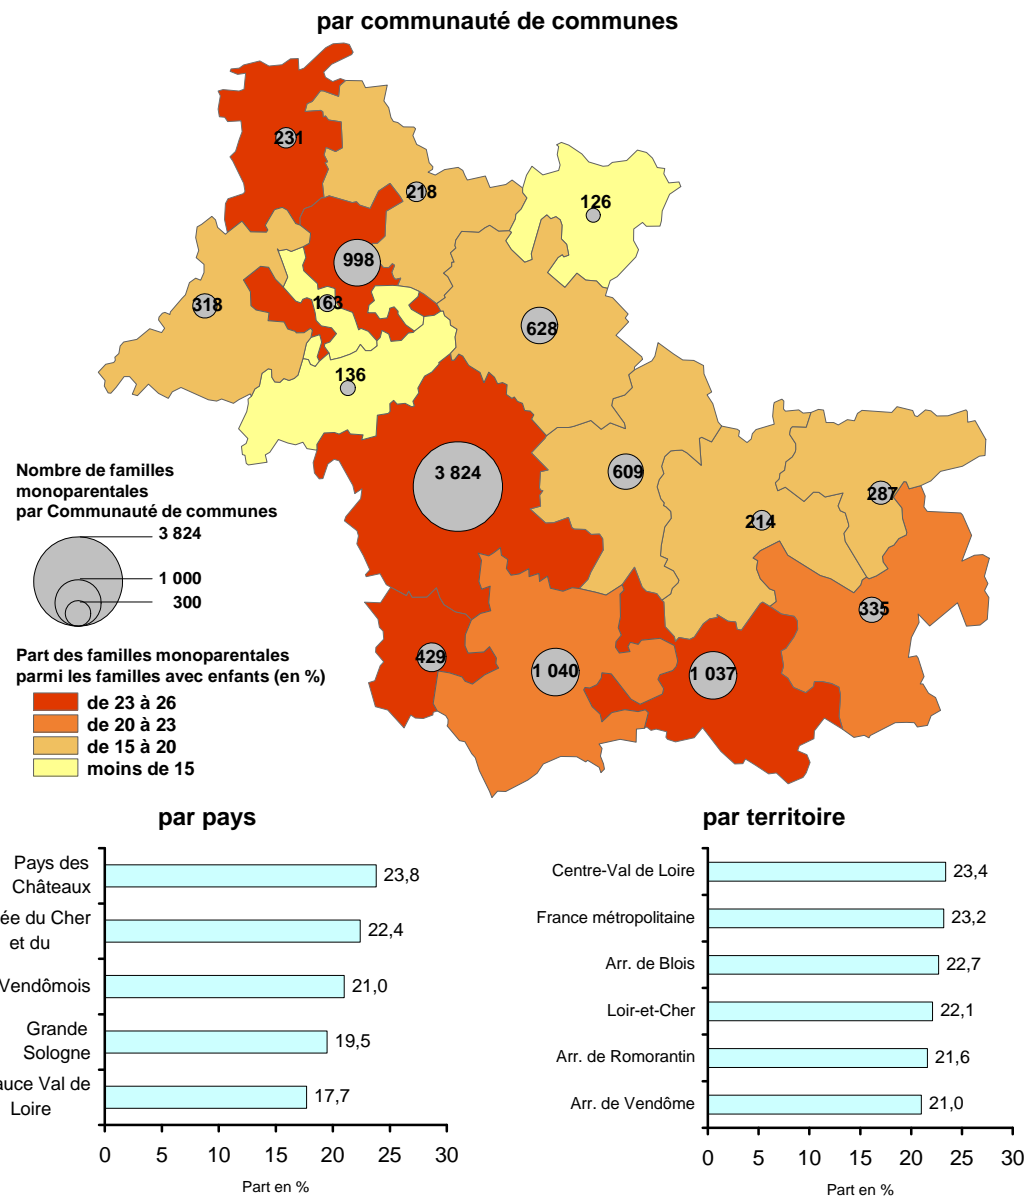 par communauté de communes
231
218
126
998
318
163
628
136
3 824
609
287
214
335
429
1 040
1 037
Nombre de familles
monoparentales
par Communauté de communes
3 824
1 000
300
Part des familles monoparentales
parmi les familles avec enfants (en %)
de 23 à 26
de 20 à 23
de 15 à 20
moins de 15
par pays
Pays des
Châteaux
23,8
ée du Cher
et du
22,4
Vendômois
21,0
Grande
Sologne
19,5
auce Val de
Loire
17,7
0 5 10 15 20 25 30
Part en %
par territoire
Centre-Val de Loire
23,4
France métropolitaine
23,2
Arr. de Blois
22,7
Loir-et-Cher
22,1
Arr. de Romorantin
21,6
Arr. de Vendôme
21,0
0 5 10 15 20 25 30
Part en %